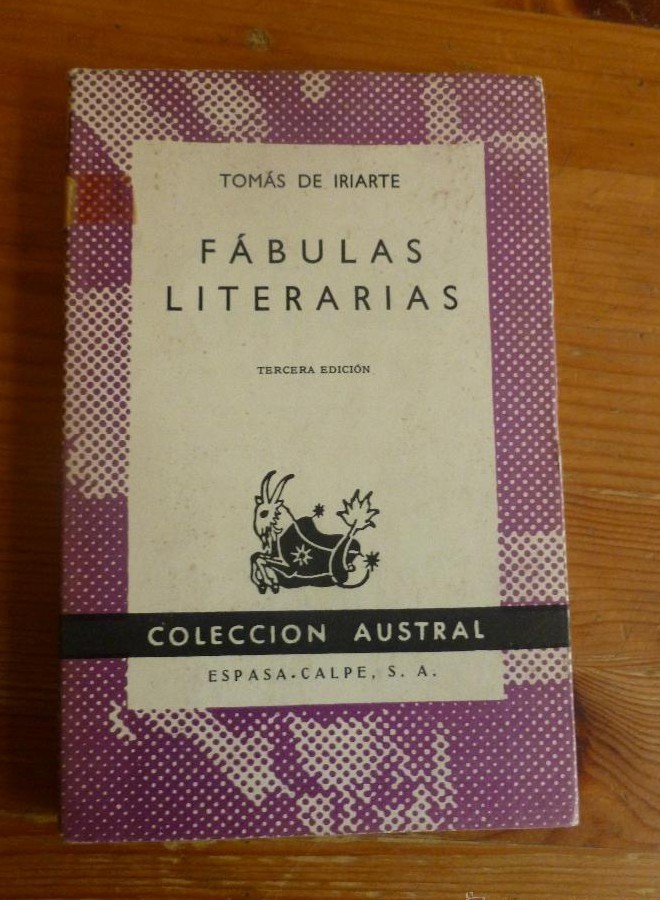 TOMÁS DE IRIARTE
FÁBULAS
LITERARIAS
TERCERA EDICIÓN
COLECCION AUSTRAL
ESPASA-CALPE, S. A.